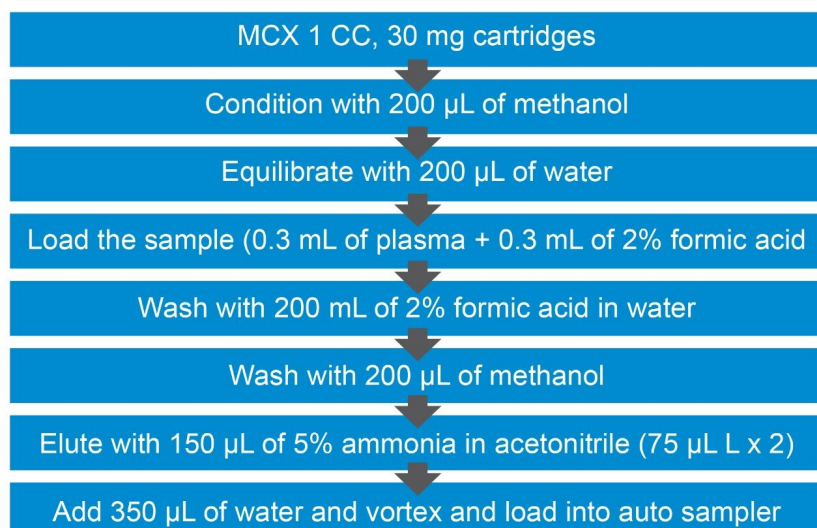 MCX 1 CC, 30 mg cartridges
Condition with 200 µL of methanol
Equilibrate with 200 µL of water
Load the sample (0.3 mL of plasma + 0.3 mL of 2% formic acid
Wash with 200 mL of 2% formic acid in water
Wash with 200 µL of methanol
Elute with 150 µL of 5% ammonia in acetonitrile (75 µL L x 2)
Add 350 µL of water and vortex and load into auto sampler